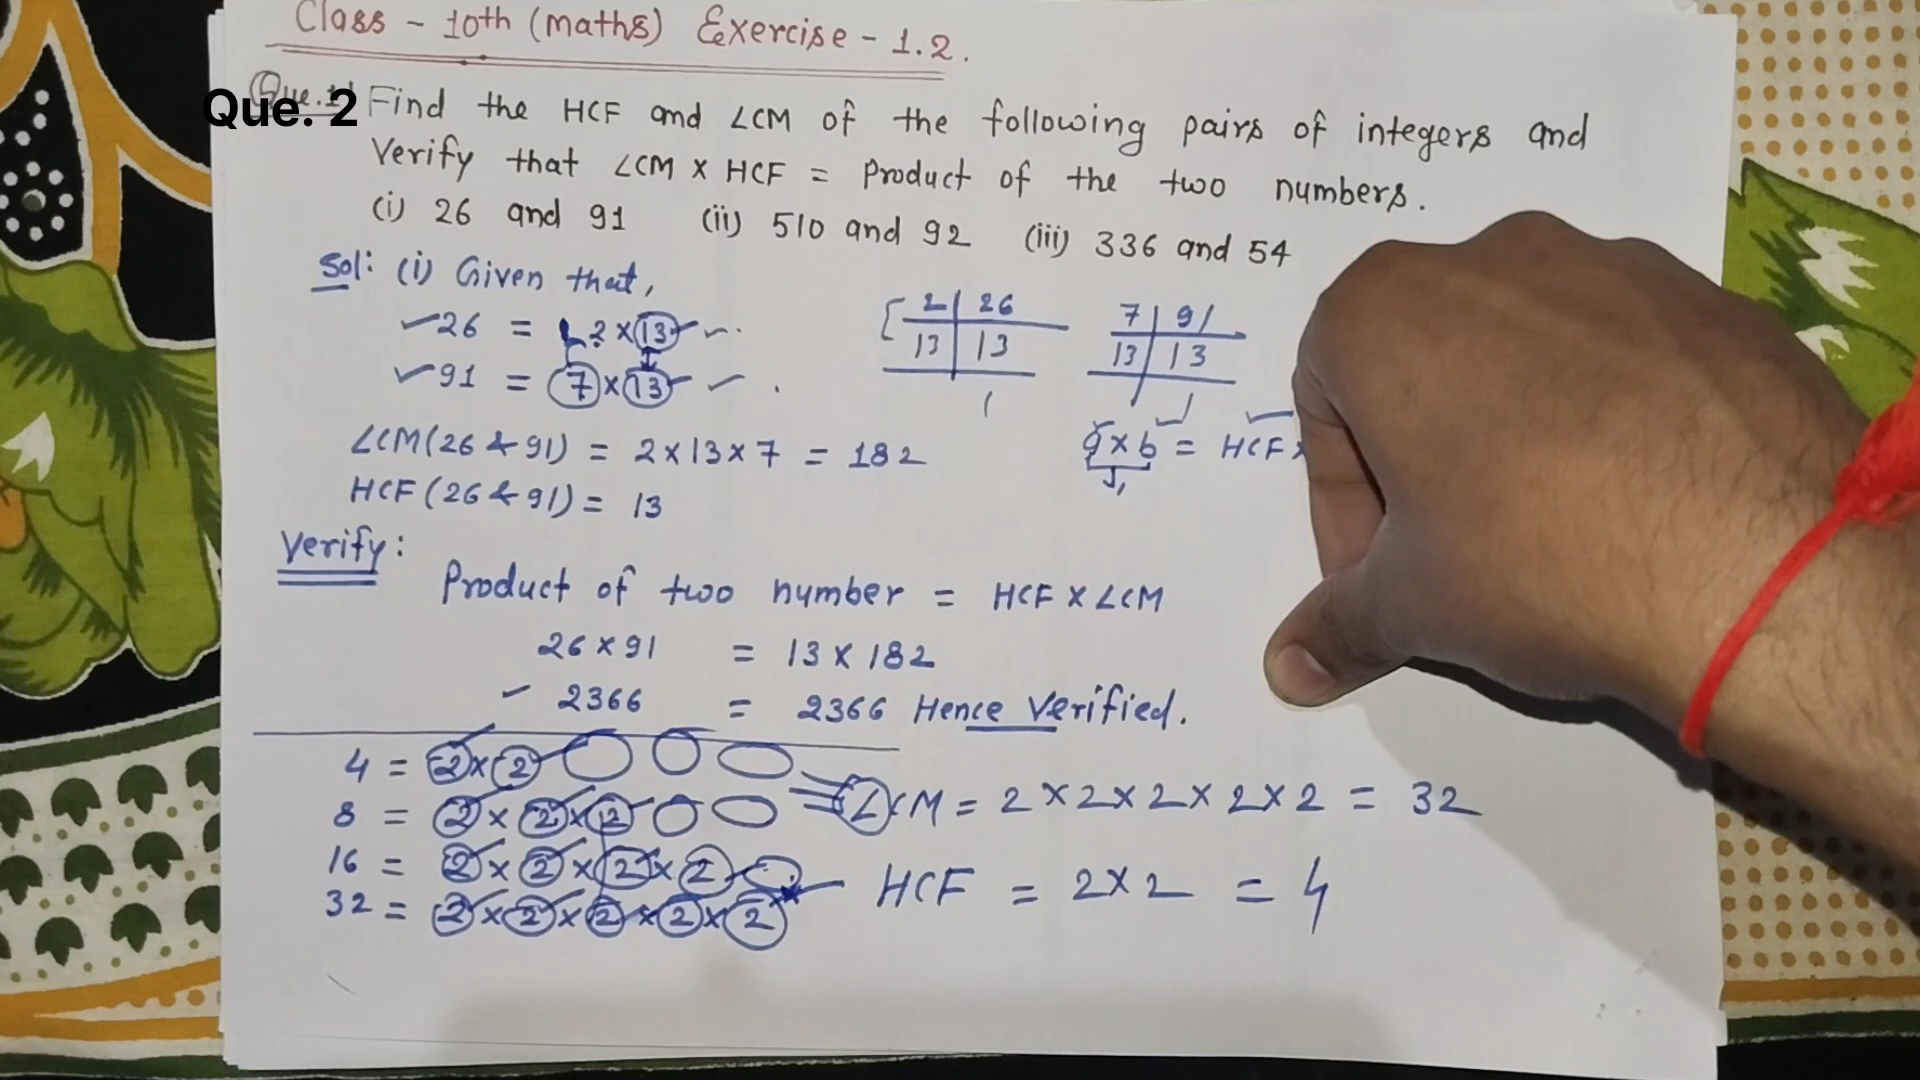 Class - 10th (maths) Exercise - 1.2.
Que. 2 Find the HCF and LCM of the following pairs of integers and
Verify that LCM x HCF = Product of the two numbers.
(i) 26 and 91 (ii) 510 and 92 (iii) 336 and 54
Sol: (i) Given that,
26 = 2 x 13
91 = 7 x 13
2 | 26
13 | 13
1
7 | 91
13 | 13
1
LCM (26 & 91) = 2 x 13 x 7 = 182
a x b = HCF x
HCF (26 & 91) = 13
Verify:
Product of two number = HCF x LCM
26 x 91 = 13 x 182
2366 = 2366 Hence Verified.
4 = 2 x 2
8 = 2 x 2 x 2
16 = 2 x 2 x 2 x 2
32 = 2 x 2 x 2 x 2 x 2
LCM = 2 x 2 x 2 x 2 x 2 = 32
HCF = 2 x 2 = 4